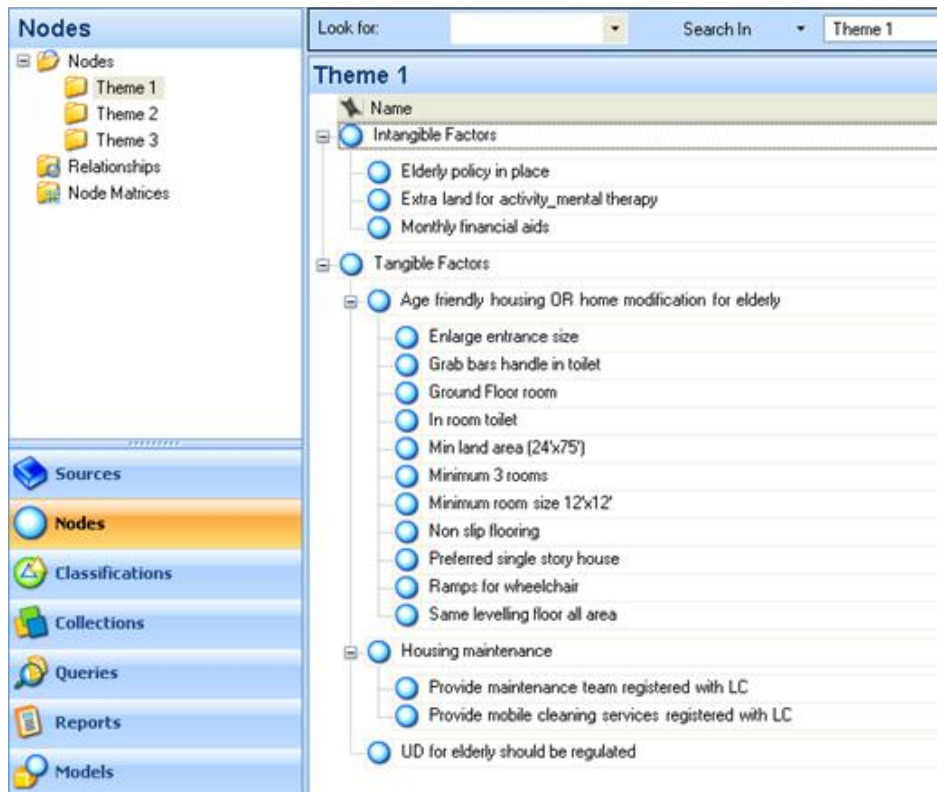 Nodes
Nodes
Theme 1
Theme 2
Theme 3
Relationships
Node Matrices
Sources
Nodes
Classifications
Collections
Queries
Reports
Models
Look for:
Search In
Theme 1
Theme 1
Name
Intangible Factors
Elderly policy in place
Extra land for activity_mental therapy
Monthly financial aids
Tangible Factors
Age friendly housing OR home modification for elderly
Enlarge entrance size
Grab bars handle in toilet
Ground Floor room
In room toilet
Min land area (24'x75')
Minimum 3 rooms
Minimum room size 12'x12'
Non slip flooring
Preferred single story house
Ramps for wheelchair
Same levelling floor all area
Housing maintenance
Provide maintenance team registered with LC
Provide mobile cleaning services registered with LC
UD for elderly should be regulated